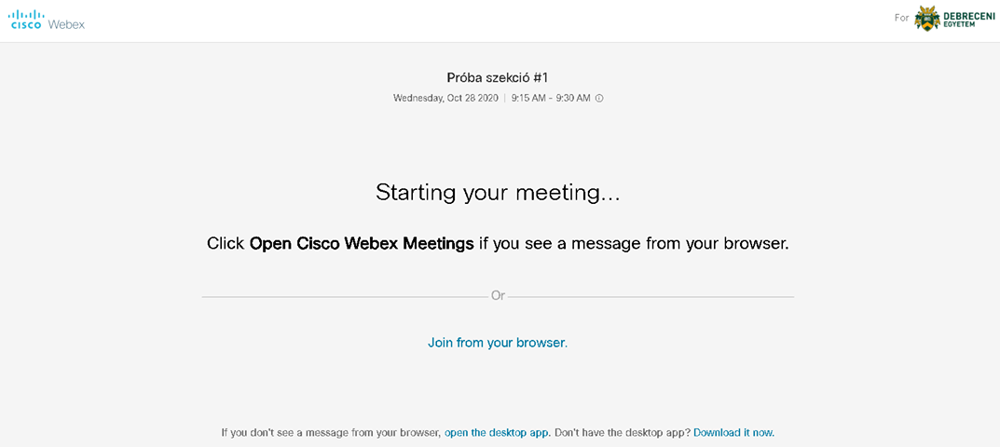 CISCO Webex
For DEBRECENI EGYETEM
Próba szekció #1
Wednesday, Oct 28 2020 | 9:15 AM - 9:30 AM
Starting your meeting...
Click Open Cisco Webex Meetings if you see a message from your browser.
Or
Join from your browser.
If you don't see a message from your browser, open the desktop app. Don't have the desktop app? Download it now.